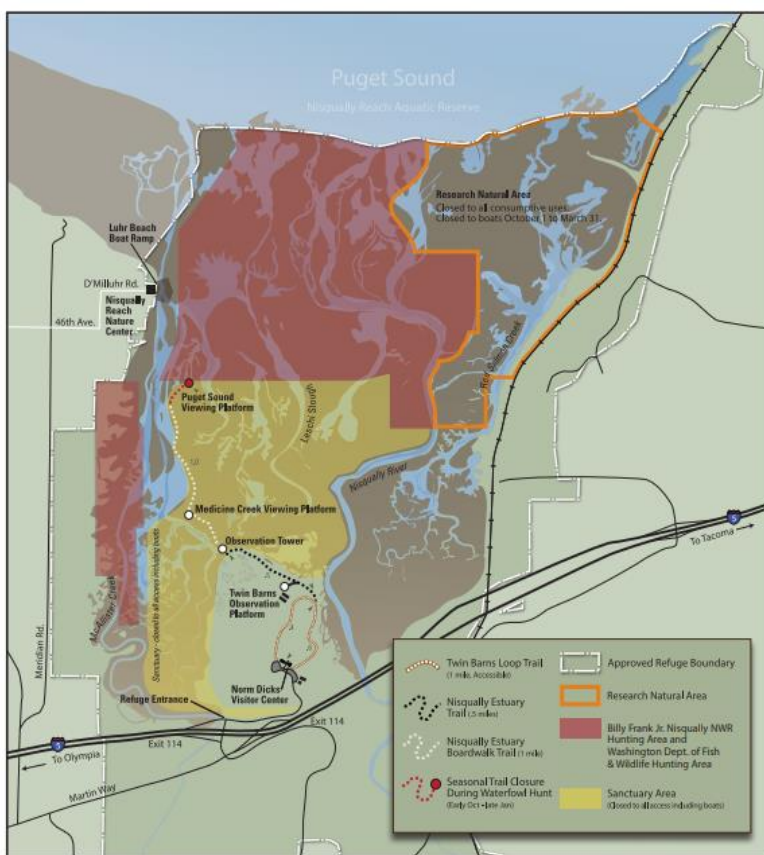 Puget Sound
Nisqually Reach Aquatic Reserve
Research Natural Area
Closed to all consumptive uses.
Closed to boats October 1 to March 31.
Luhr Beach
Boat Ramp
D'Milluhr Rd.
46th Ave.
Nisqually
Reach
Nature
Center
Red Salmon Creek
Puget Sound
Viewing Platform
Leschi Slough
Nisqually River
Medicine Creek Viewing Platform
Observation Tower
5
To Tacoma
Twin Barns
Observation
Platform
McAllister Creek
Sanctuary - closed to all access including boats
Meridian Rd.
Norm Dicks
Visitor Center
Refuge Entrance
Exit 114
5
Exit 114
To Olympia
Martin Way
Twin Barns Loop Trail
(1 mile, Accessible)
Nisqually Estuary
Trail (.5 miles)
Nisqually Estuary
Boardwalk Trail (1 mile)
Seasonal Trail Closure
During Waterfowl Hunt
(Early Oct - late Jan)
Approved Refuge Boundary
Research Natural Area
Billy Frank Jr. Nisqually NWR
Hunting Area and
Washington Dept. of Fish
& Wildlife Hunting Area
Sanctuary Area
(Closed to all access including boats)